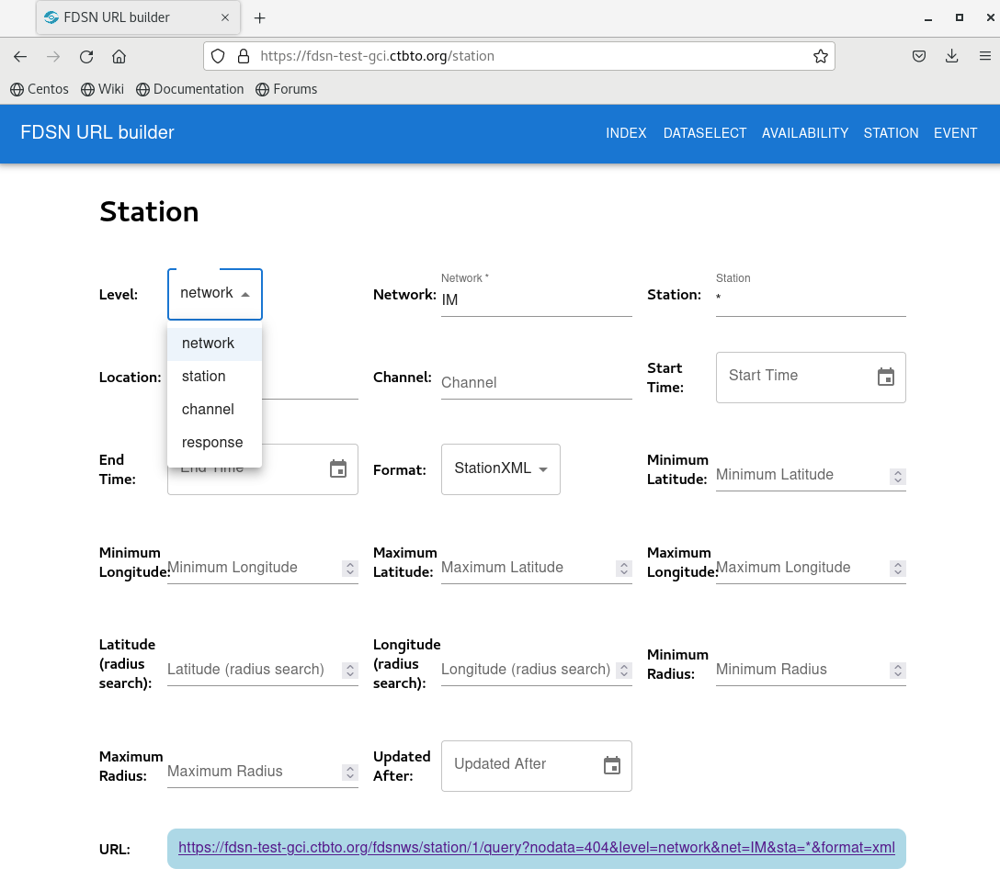 FDSN URL builder
https://fdsn-test-gci.ctbto.org/station
Centos Wiki Documentation Forums
FDSN URL builder INDEX DATASELECT AVAILABILITY STATION EVENT
Station
Level: network
network
station
channel
response
Network: Network *
IM
Station: Station
*
Location:
Channel: Channel
Start
Time: Start Time
End
Time: End Time
Format: StationXML
Minimum
Latitude: Minimum Latitude
Minimum
Longitude: Minimum Longitude
Maximum
Latitude: Maximum Latitude
Maximum
Longitude: Maximum Longitude
Latitude
(radius
search): Latitude (radius search)
Longitude
(radius
search): Longitude (radius search)
Minimum
Radius: Minimum Radius
Maximum
Radius: Maximum Radius
Updated
After: Updated After
URL: https://fdsn-test-gci.ctbto.org/fdsnws/station/1/query?nodata=404&level=network&net=IM&sta=*&format=xml